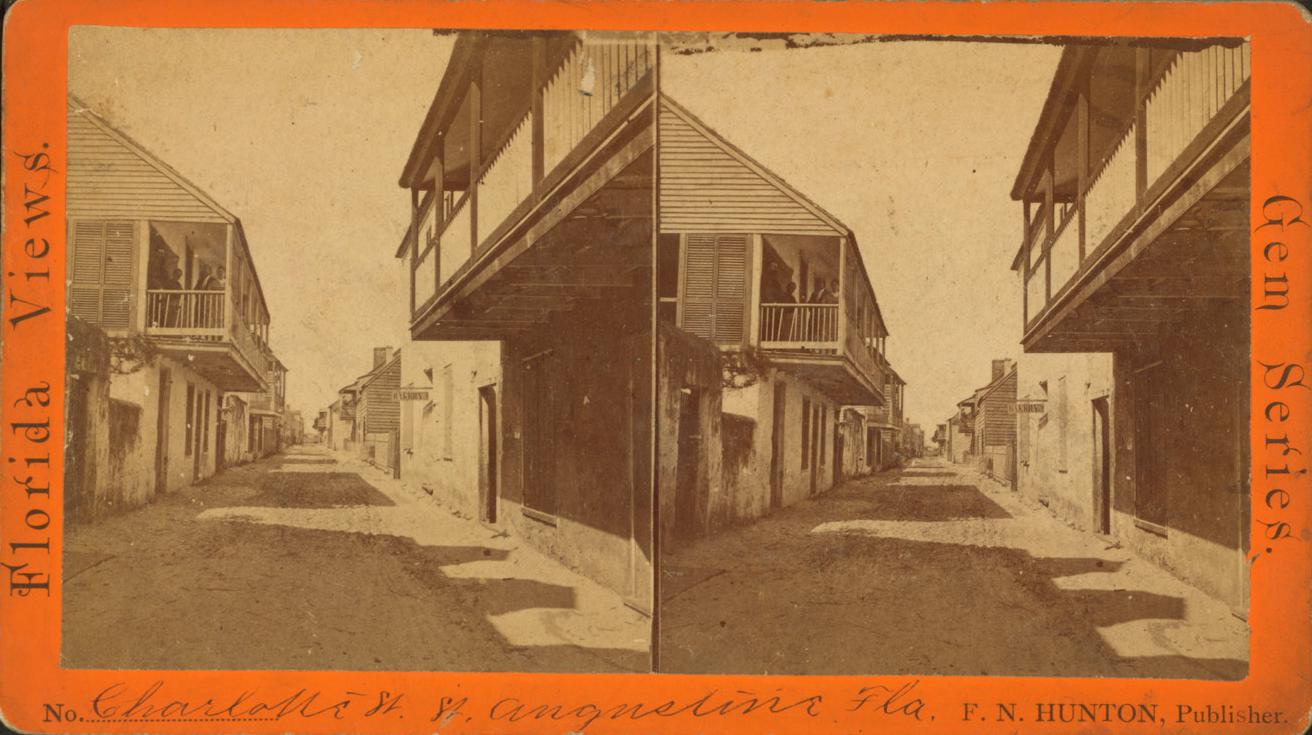 Florida Views.
Gem Series.
No. Charlotte St. St. Augustine Fla. F. N. HUNTON, Publisher.